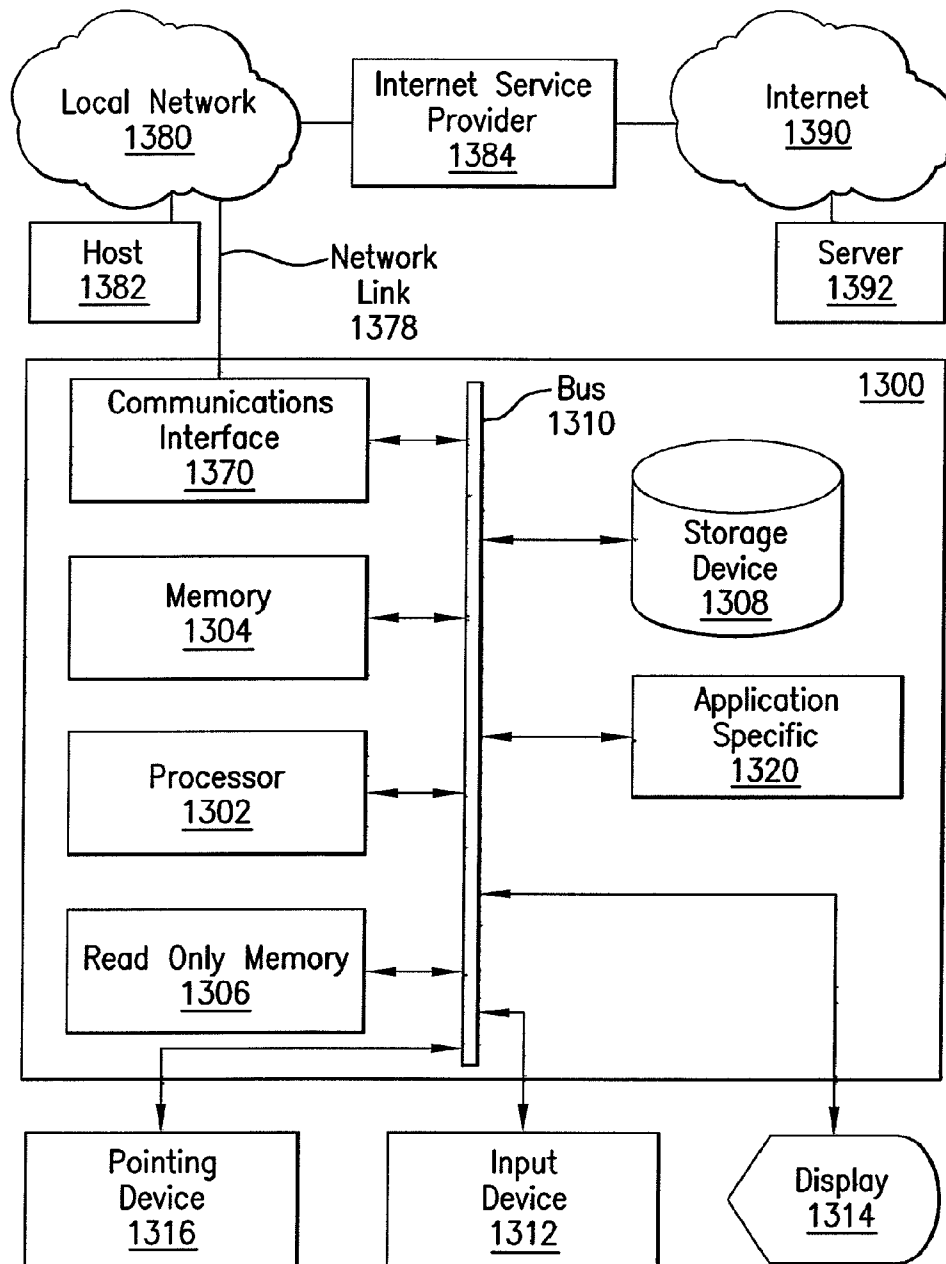 Local Network
1380
Internet Service
Provider
1384
Internet
1390
Host
1382
Network
Link
1378
Server
1392
1300
Communications
Interface
1370
Bus
1310
Storage
Device
1308
Memory
1304
Application
Specific
1320
Processor
1302
Read Only Memory
1306
Pointing
Device
1316
Input
Device
1312
Display
1314